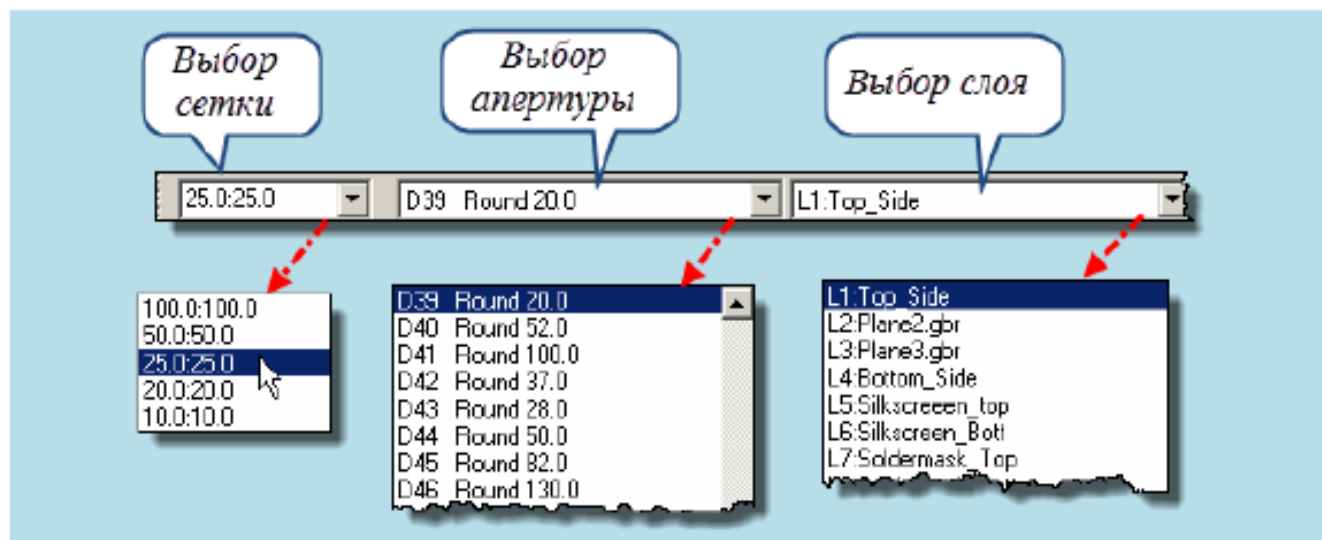 Выбор
сетки
Выбор
апертуры
Выбор слоя
25.0:25.0
D39 Round 20.0
L1:Top_Side
100.0:100.0
50.0:50.0
25.0:25.0
20.0:20.0
10.0:10.0
D39 Round 20.0
D40 Round 52.0
D41 Round 100.0
D42 Round 37.0
D43 Round 28.0
D44 Round 50.0
D45 Round 82.0
D46 Round 130.0
L1:Top_Side
L2:Plane2.gbr
L3:Plane3.gbr
L4:Bottom_Side
L5:Silkscreeen_top
L6:Silkscreen_Bott
L7:Soldermask_Top